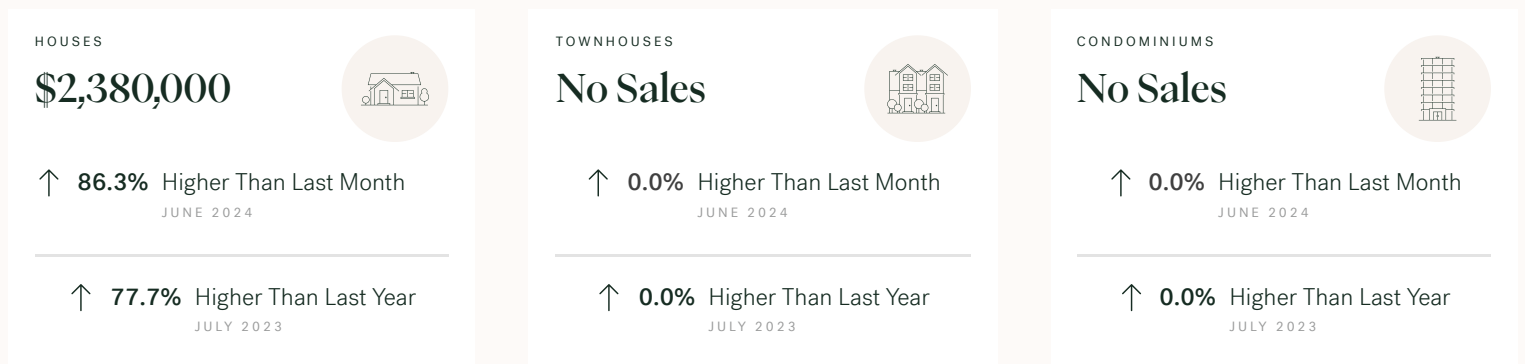 HOUSES
$2,380,000
↑ 86.3% Higher Than Last Month
JUNE 2024
↑ 77.7% Higher Than Last Year
JULY 2023
TOWNHOUSES
No Sales
↑ 0.0% Higher Than Last Month
JUNE 2024
↑ 0.0% Higher Than Last Year
JULY 2023
CONDOMINIUMS
No Sales
↑ 0.0% Higher Than Last Month
JUNE 2024
↑ 0.0% Higher Than Last Year
JULY 2023